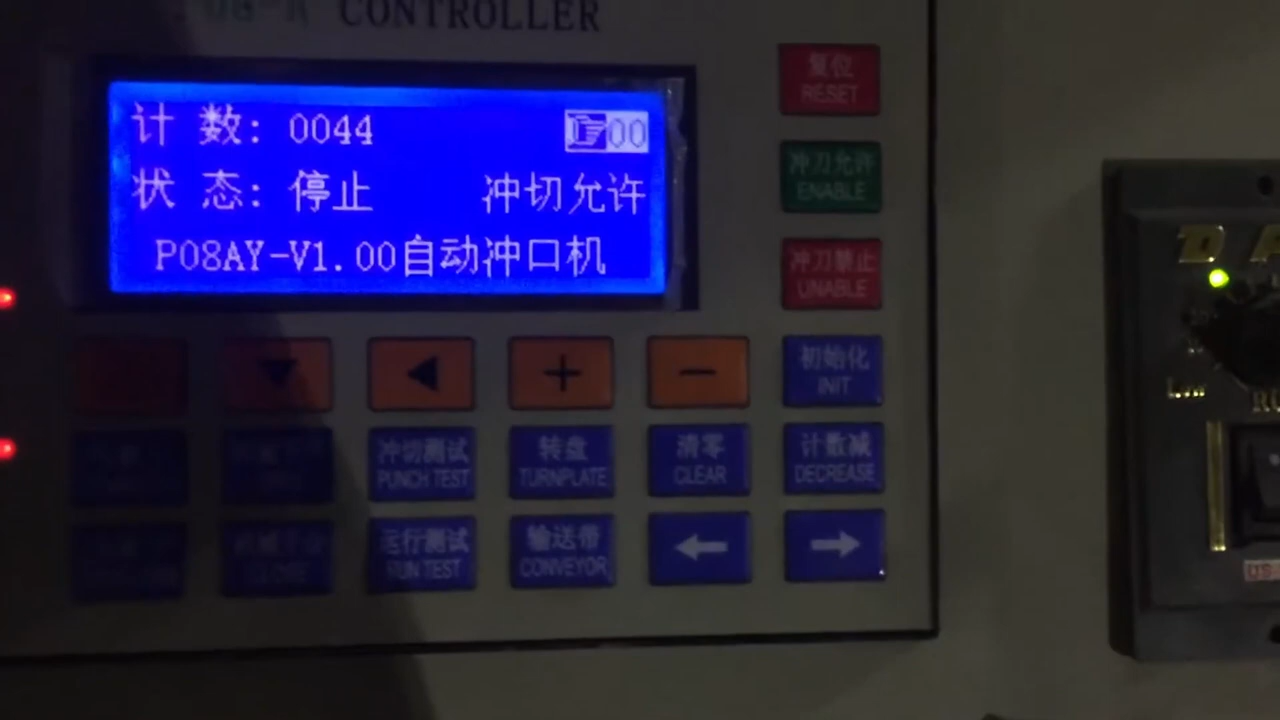 CONTROLLER
计 数: 0044 00
状 态: 停止 冲切允许
P08AY-V1.00自动冲口机
复位
RESET
冲刀允许
ENABLE
冲刀禁止
UNABLE
+
−
初始化
INIT
冲切测试
PUNCH TEST
转盘
TURNPLATE
清零
CLEAR
计数减
DECREASE
运行测试
RUN TEST
输送带
CONVEYOR
Low